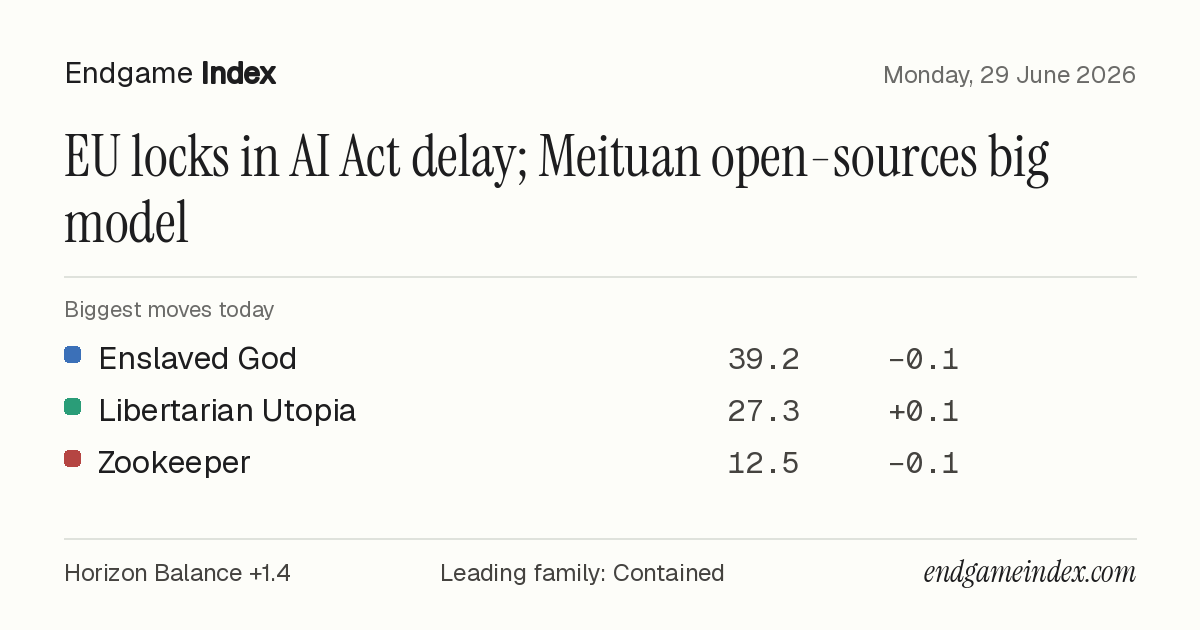 Endgame Index
Monday, 29 June 2026
EU locks in AI Act delay; Meituan open-sources big
model
Biggest moves today
Enslaved God 39.2 −0.1
Libertarian Utopia 27.3 +0.1
Zookeeper 12.5 −0.1
Horizon Balance +1.4
Leading family: Contained
endgameindex.com